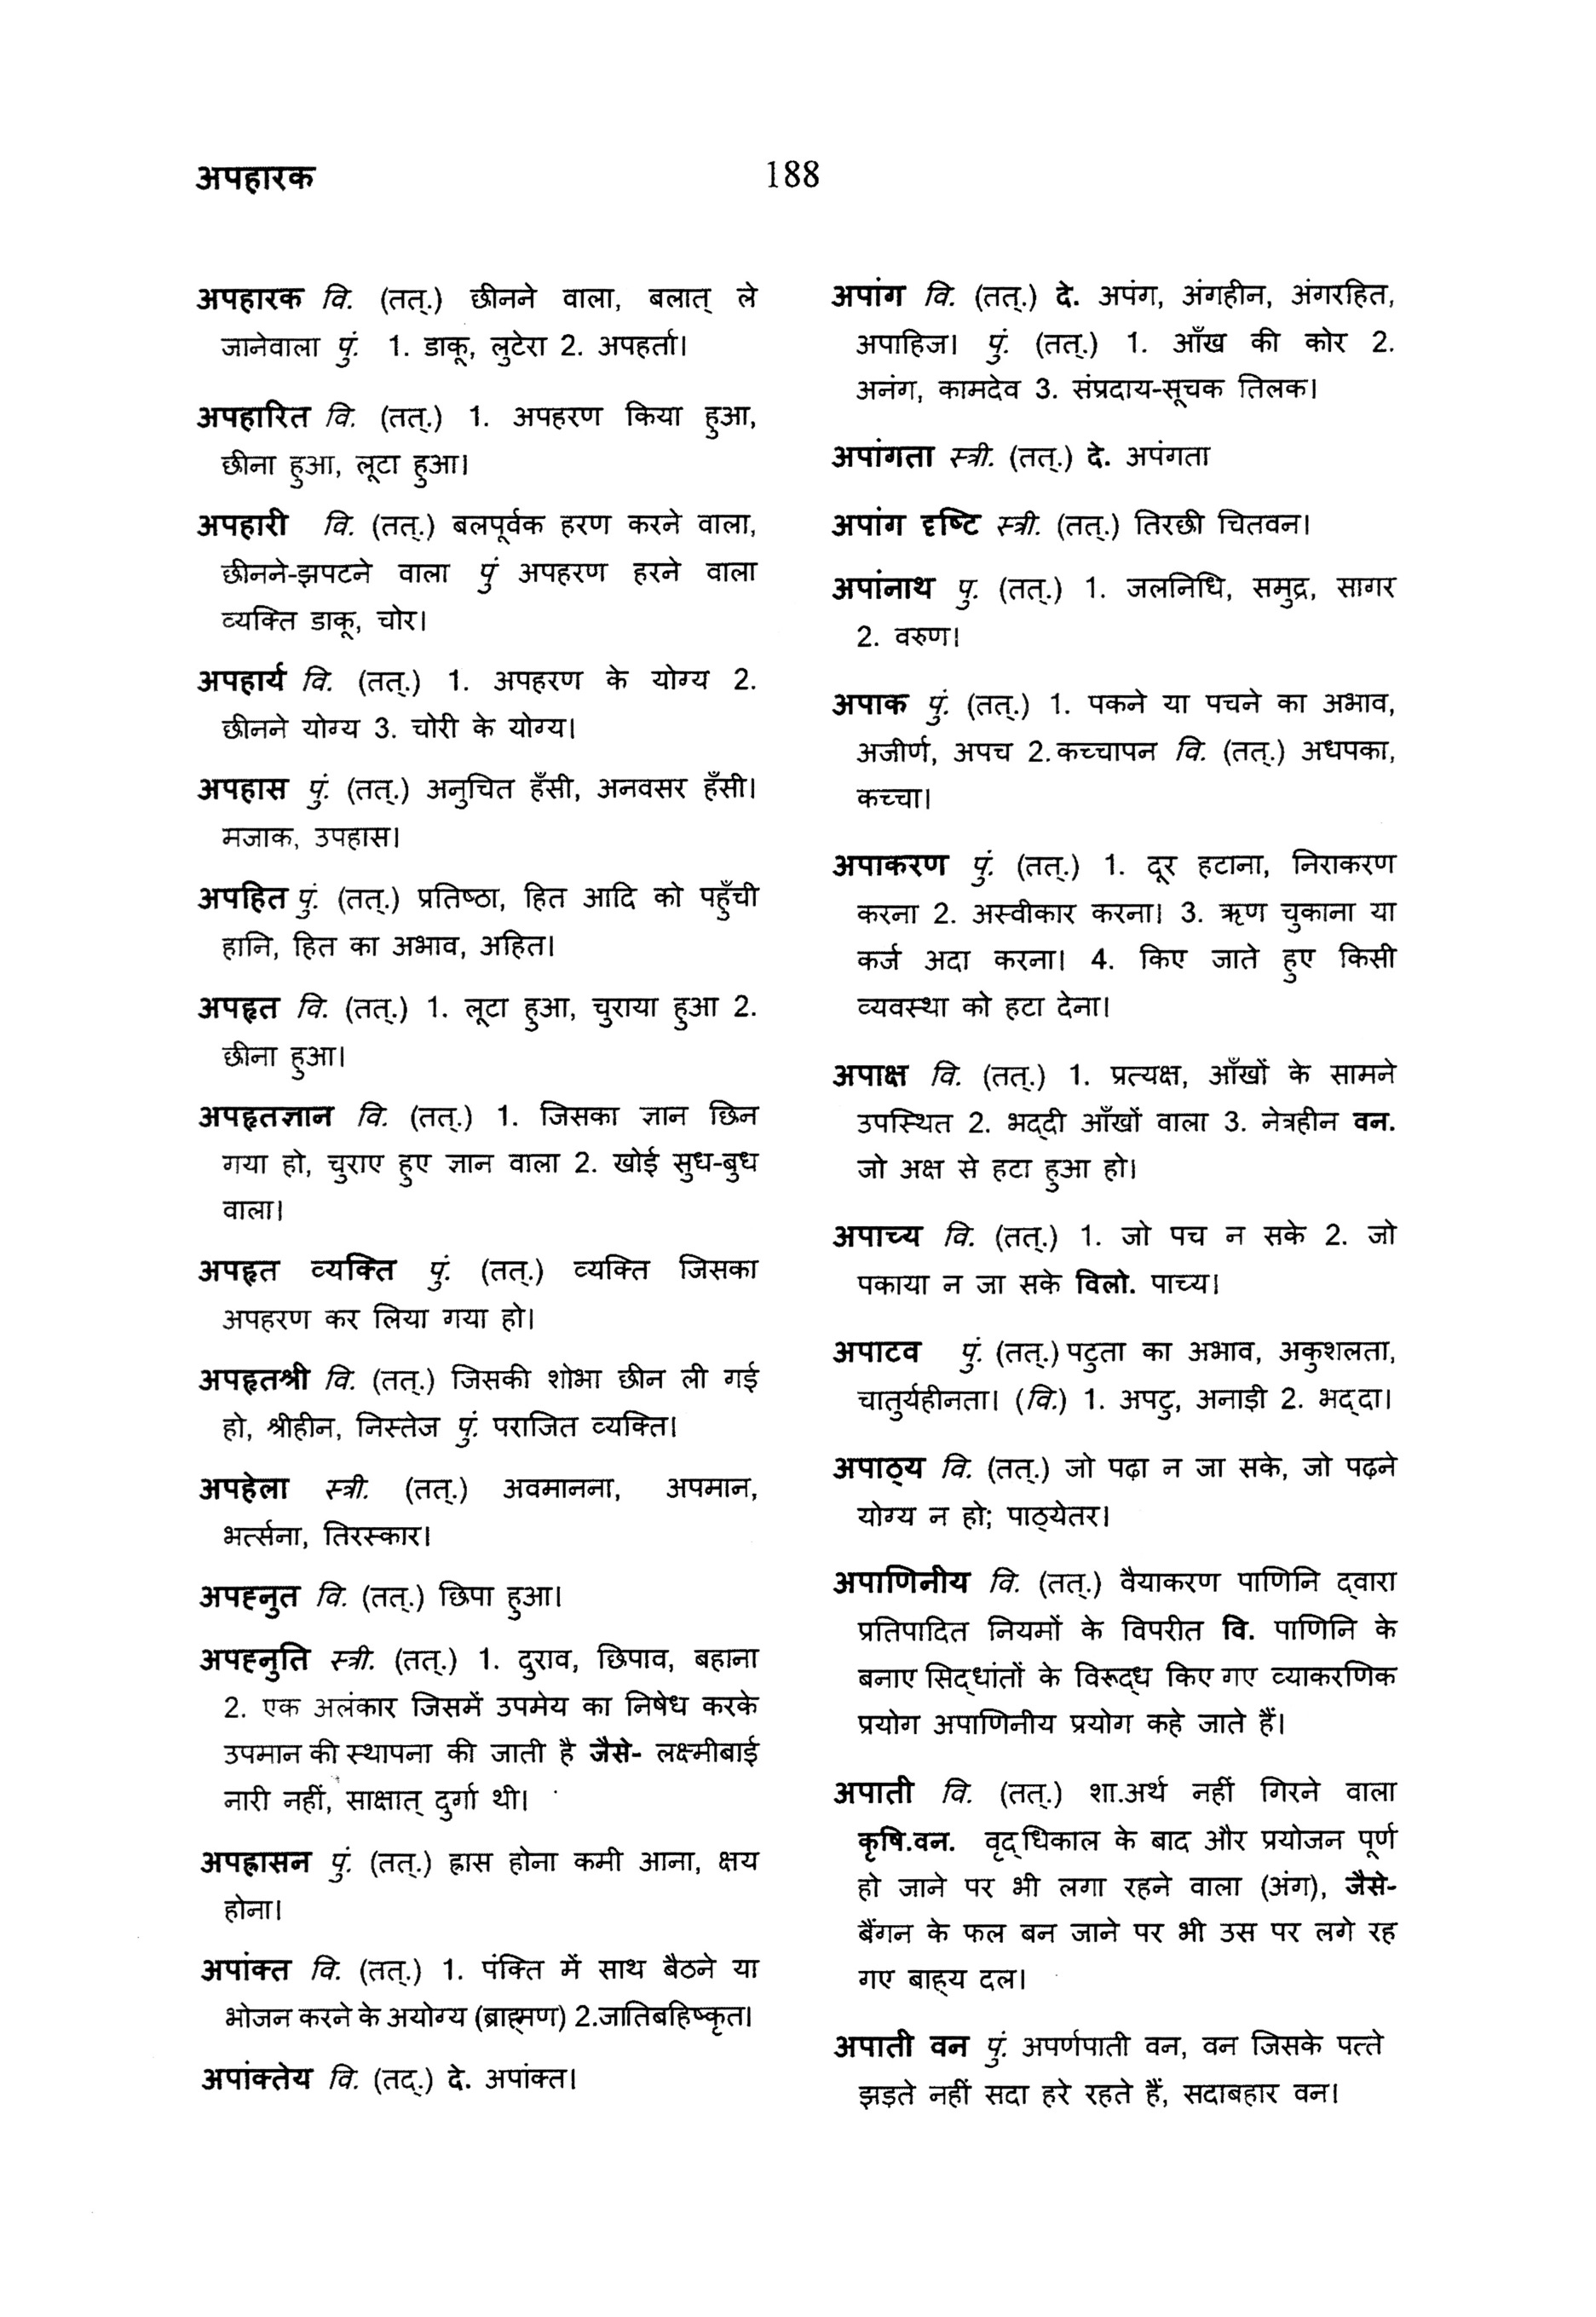 अपहारक
188
अपहारक वि. (तत्.) छीनने वाला, बलात् ले
जानेवाला पुं. 1. डाकू, लुटेरा 2. अपहर्ता।
अपहारित वि. (तत्.) 1. अपहरण किया हुआ,
छीना हुआ, लूटा हुआ।
अपहारी वि. (तत्.) बलपूर्वक हरण करने वाला,
छीनने-झपटने वाला पुं अपहरण हरने वाला
व्यक्ति डाकू, चोर।
अपहार्य वि. (तत्.) 1. अपहरण के योग्य 2.
छीनने योग्य 3. चोरी के योग्य।
अपहास पुं. (तत्.) अनुचित हँसी, अनवसर हँसी।
मजाक, उपहास।
अपहित पुं. (तत्.) प्रतिष्ठा, हित आदि को पहुँची
हानि, हित का अभाव, अहित।
अपहृत वि. (तत्.) 1. लूटा हुआ, चुराया हुआ 2.
छीना हुआ।
अपहृतज्ञान वि. (तत्.) 1. जिसका ज्ञान छिन
गया हो, चुराए हुए ज्ञान वाला 2. खोई सुध-बुध
वाला।
अपहृत व्यक्ति पुं. (तत्.) व्यक्ति जिसका
अपहरण कर लिया गया हो।
अपहृतश्री वि. (तत्.) जिसकी शोभा छीन ली गई
हो, श्रीहीन, निस्तेज पुं. पराजित व्यक्ति।
अपहेला स्त्री. (तत्.) अवमानना, अपमान,
भर्त्सना, तिरस्कार।
अपह्नुत वि. (तत्.) छिपा हुआ।
अपह्नुति स्त्री. (तत्.) 1. दुराव, छिपाव, बहाना
2. एक अलंकार जिसमें उपमेय का निषेध करके
उपमान की स्थापना की जाती है जैसे- लक्ष्मीबाई
नारी नहीं, साक्षात् दुर्गा थी।
अपह्रासन पुं. (तत्.) ह्रास होना कमी आना, क्षय
होना।
अपांक्त वि. (तत्.) 1. पंक्ति में साथ बैठने या
भोजन करने के अयोग्य (ब्राह्मण) 2.जातिबहिष्कृत।
अपांक्तेय वि. (तद्.) दे. अपांक्त।
अपांग वि. (तत्.) दे. अपंग, अंगहीन, अंगरहित,
अपाहिज। पुं. (तत्.) 1. आँख की कोर 2.
अनंग, कामदेव 3. संप्रदाय-सूचक तिलक।
अपांगता स्त्री. (तत्.) दे. अपंगता
अपांग दृष्टि स्त्री. (तत्.) तिरछी चितवन।
अपांनाथ पु. (तत्.) 1. जलनिधि, समुद्र, सागर
2. वरुण।
अपाक पुं. (तत्.) 1. पकने या पचने का अभाव,
अजीर्ण, अपच 2.कच्चापन वि. (तत्.) अधपका,
कच्चा।
अपाकरण पुं. (तत्.) 1. दूर हटाना, निराकरण
करना 2. अस्वीकार करना। 3. ऋण चुकाना या
कर्ज अदा करना। 4. किए जाते हुए किसी
व्यवस्था को हटा देना।
अपाक्ष वि. (तत्.) 1. प्रत्यक्ष, आँखों के सामने
उपस्थित 2. भद्‌दी आँखों वाला 3. नेत्रहीन वन.
जो अक्ष से हटा हुआ हो।
अपाच्य वि. (तत्.) 1. जो पच न सके 2. जो
पकाया न जा सके विलो. पाच्य।
अपाटव पुं. (तत्.) पटुता का अभाव, अकुशलता,
चातुर्यहीनता। (वि.) 1. अपटु, अनाड़ी 2. भद्‌दा।
अपाठ्य वि. (तत्.) जो पढ़ा न जा सके, जो पढ़ने
योग्य न हो; पाठ्येतर।
अपाणिनीय वि. (तत्.) वैयाकरण पाणिनि द्‌वारा
प्रतिपादित नियमों के विपरीत वि. पाणिनि के
बनाए सिद्‌धांतों के विरूद्‌ध किए गए व्याकरणिक
प्रयोग अपाणिनीय प्रयोग कहे जाते हैं।
अपाती वि. (तत्.) शा.अर्थ नहीं गिरने वाला
कृषि.वन. वृद्‌धिकाल के बाद और प्रयोजन पूर्ण
हो जाने पर भी लगा रहने वाला (अंग), जैसे-
बैंगन के फल बन जाने पर भी उस पर लगे रह
गए बाह्‌य दल।
अपाती वन पुं. अपर्णपाती वन, वन जिसके पत्ते
झड़ते नहीं सदा हरे रहते हैं, सदाबहार वन।